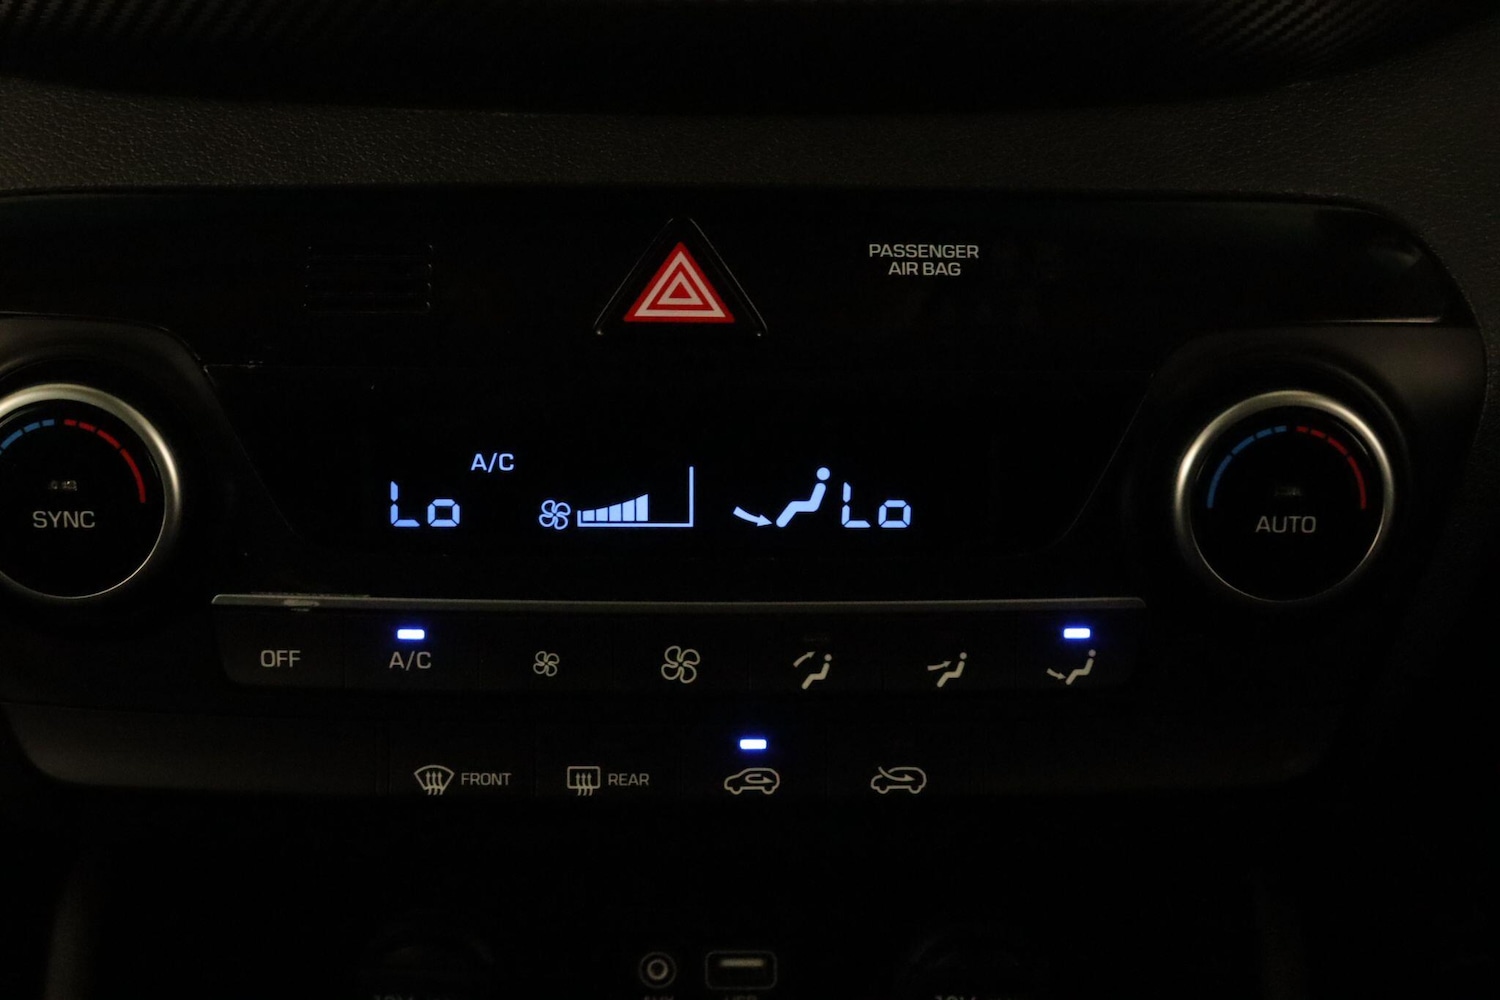 PASSENGER
AIR BAG
A/C
Lo
Lo
SYNC
AUTO
OFF
A/C
FRONT
REAR